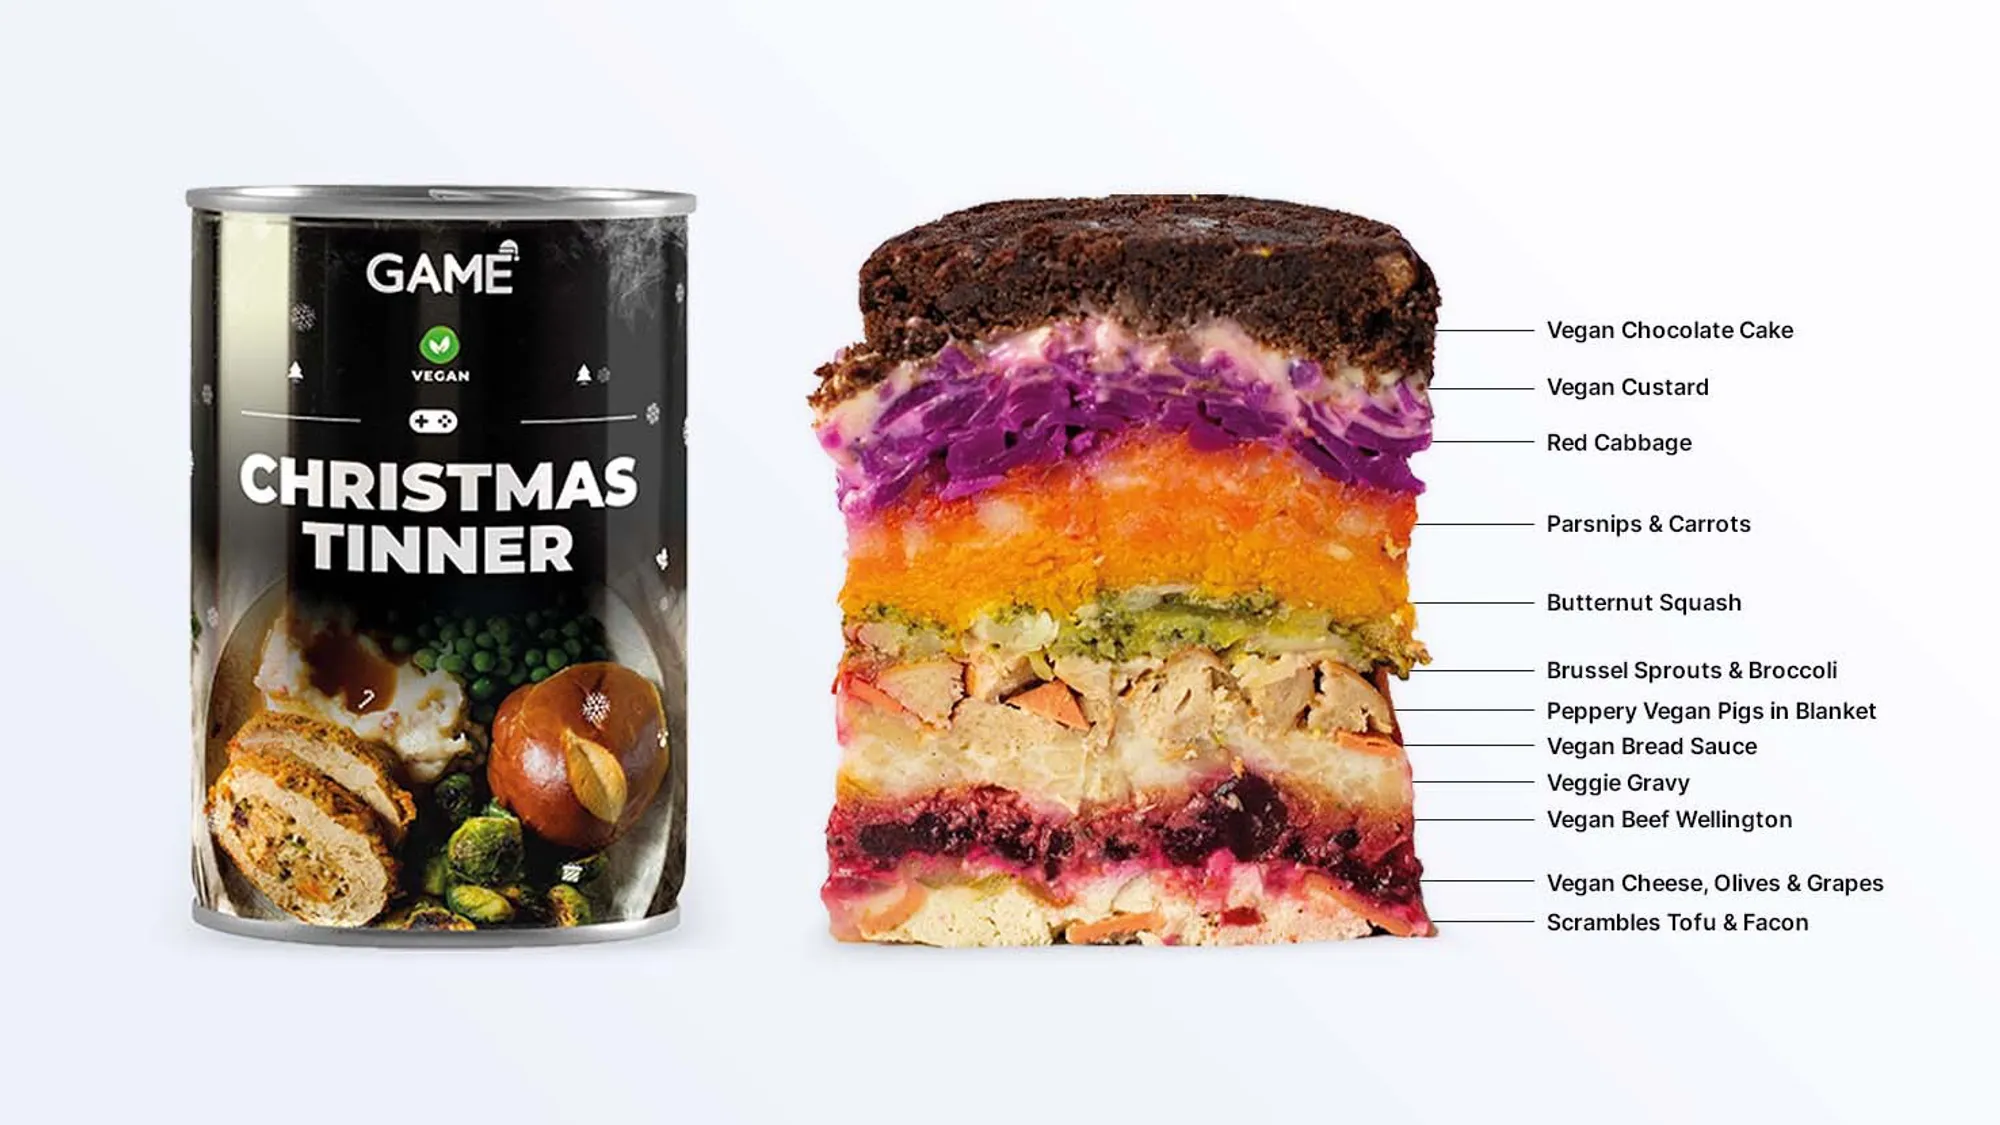 GAME
VEGAN
CHRISTMAS
TINNER
Vegan Chocolate Cake
Vegan Custard
Red Cabbage
Parsnips & Carrots
Butternut Squash
Brussel Sprouts & Broccoli
Peppery Vegan Pigs in Blanket
Vegan Bread Sauce
Veggie Gravy
Vegan Beef Wellington
Vegan Cheese, Olives & Grapes
Scrambles Tofu & Facon